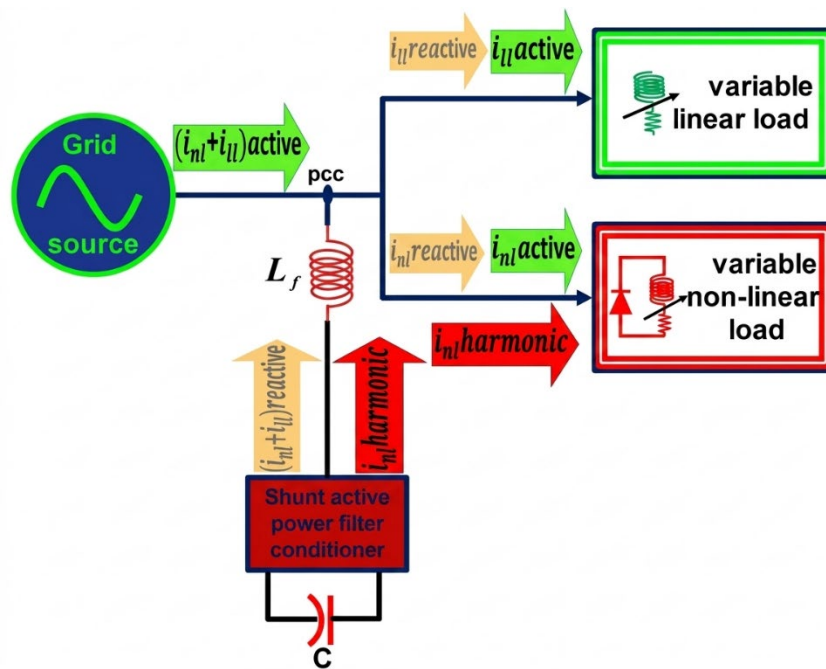 Grid
source
(i_nl+i_ll)active
pcc
i_ll reactive
i_ll active
variable
linear load
i_nl reactive
i_nl active
variable
non-linear
load
i_nl harmonic
L_f
(i_nl+i_ll)reactive
i_nl harmonic
Shunt active
power filter
conditioner
C